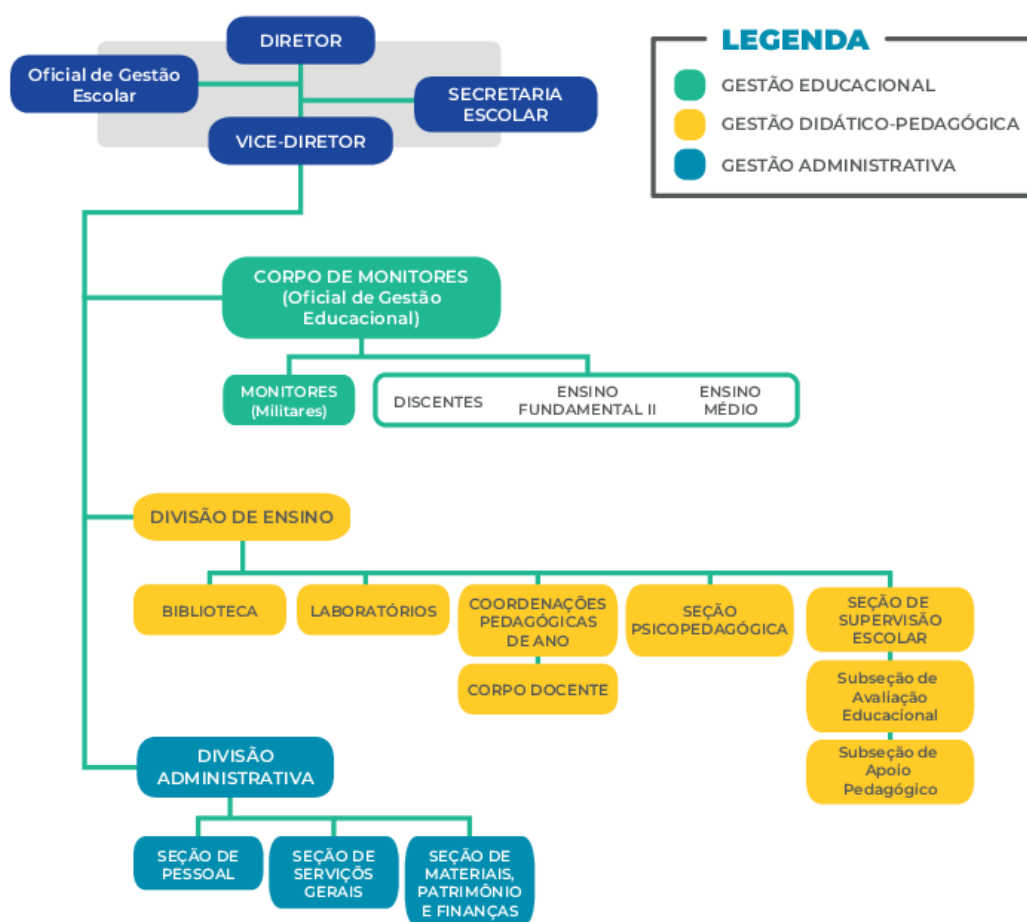 DIRETOR
Oficial de Gestão
Escolar
SECRETARIA
ESCOLAR
VICE-DIRETOR
LEGENDA
GESTÃO EDUCACIONAL
GESTÃO DIDÁTICO-PEDAGÓGICA
GESTÃO ADMINISTRATIVA
CORPO DE MONITORES
(Oficial de Gestão
Educacional)
MONITORES
(Militares)
DISCENTES
ENSINO
FUNDAMENTAL II
ENSINO
MÉDIO
DIVISÃO DE ENSINO
BIBLIOTECA
LABORATÓRIOS
COORDENAÇÕES
PEDAGÓGICAS
DE ANO
SEÇÃO
PSICOPEDAGÓGICA
SEÇÃO DE
SUPERVISÃO
ESCOLAR
CORPO DOCENTE
Subseção de
Avaliação
Educacional
Subseção de
Apoio
Pedagógico
DIVISÃO
ADMINISTRATIVA
SEÇÃO DE
PESSOAL
SEÇÃO DE
SERVIÇÕS
GERAIS
SEÇÃO DE
MATERIAIS,
PATRIMÔNIO
E FINANÇAS